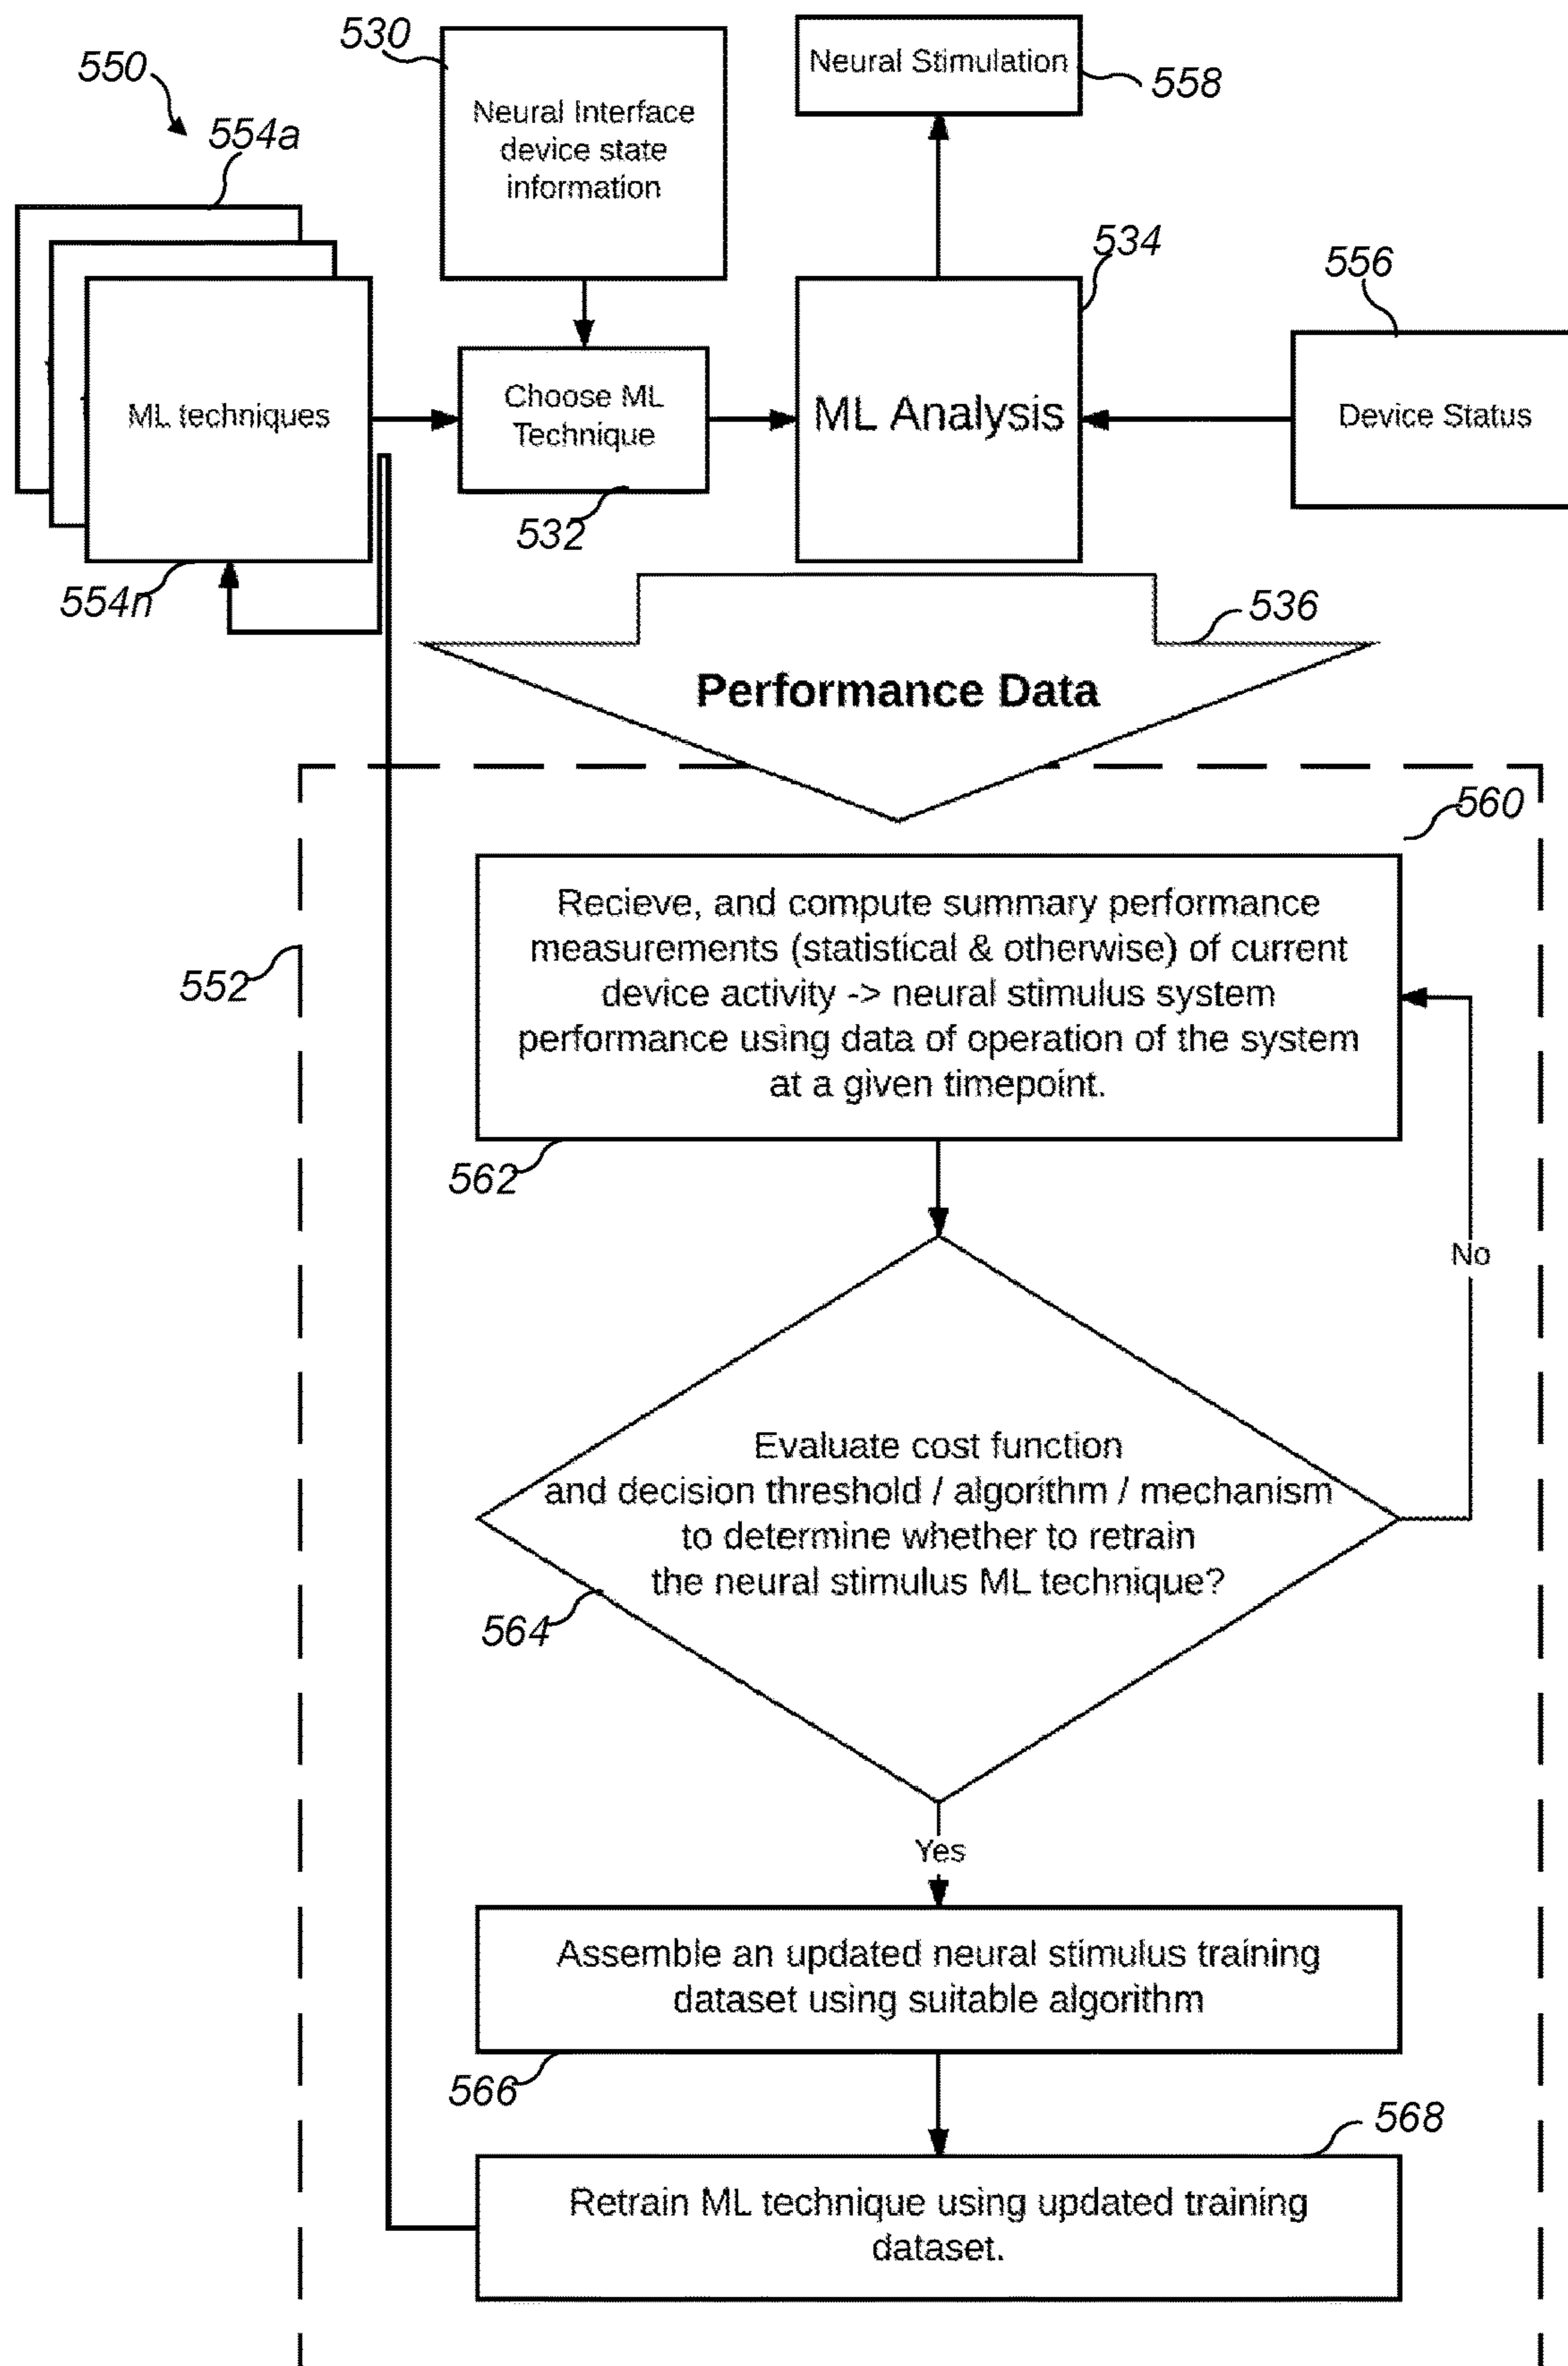 530
Neural Stimulation
550
558
Neural Interface
device state
information
554a
534
556
ML techniques
Choose ML
Technique
ML Analysis
Device Status
532
554n
536
Performance Data
560
Recieve, and compute summary performance
measurements (statistical & otherwise) of current
device activity -> neural stimulus system
performance using data of operation of the system
at a given timepoint.
552
562
No
Evaluate cost function
and decision threshold / algorithm / mechanism
to determine whether to retrain
the neural stimulus ML technique?
564
Yes
Assemble an updated neural stimulus training
dataset using suitable algorithm
566
568
Retrain ML technique using updated training
dataset.